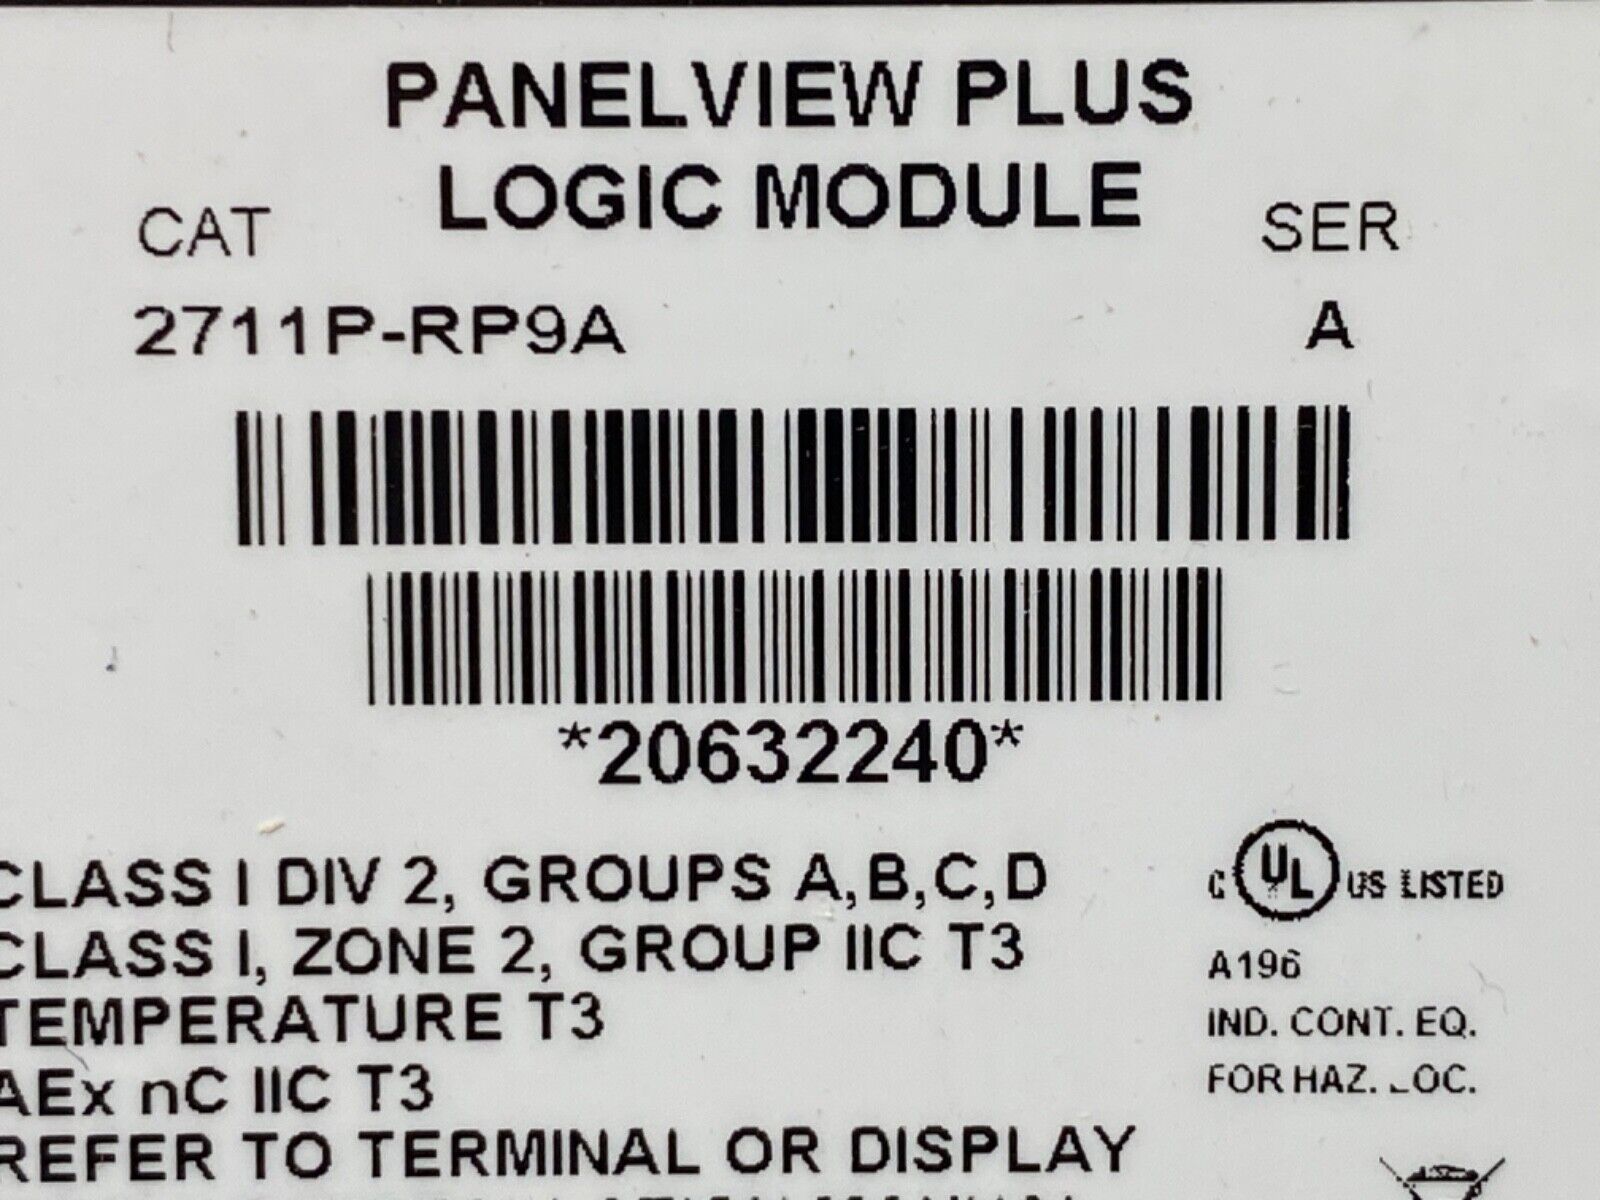 PANELVIEW PLUS
LOGIC MODULE
CAT
SER
2711P-RP9A
A
*20632240*
CLASS I DIV 2, GROUPS A,B,C,D
CLASS I, ZONE 2, GROUP IIC T3
TEMPERATURE T3
AEx nC IIC T3
REFER TO TERMINAL OR DISPLAY
C UL US LISTED
A196
IND. CONT. EQ.
FOR HAZ. LOC.